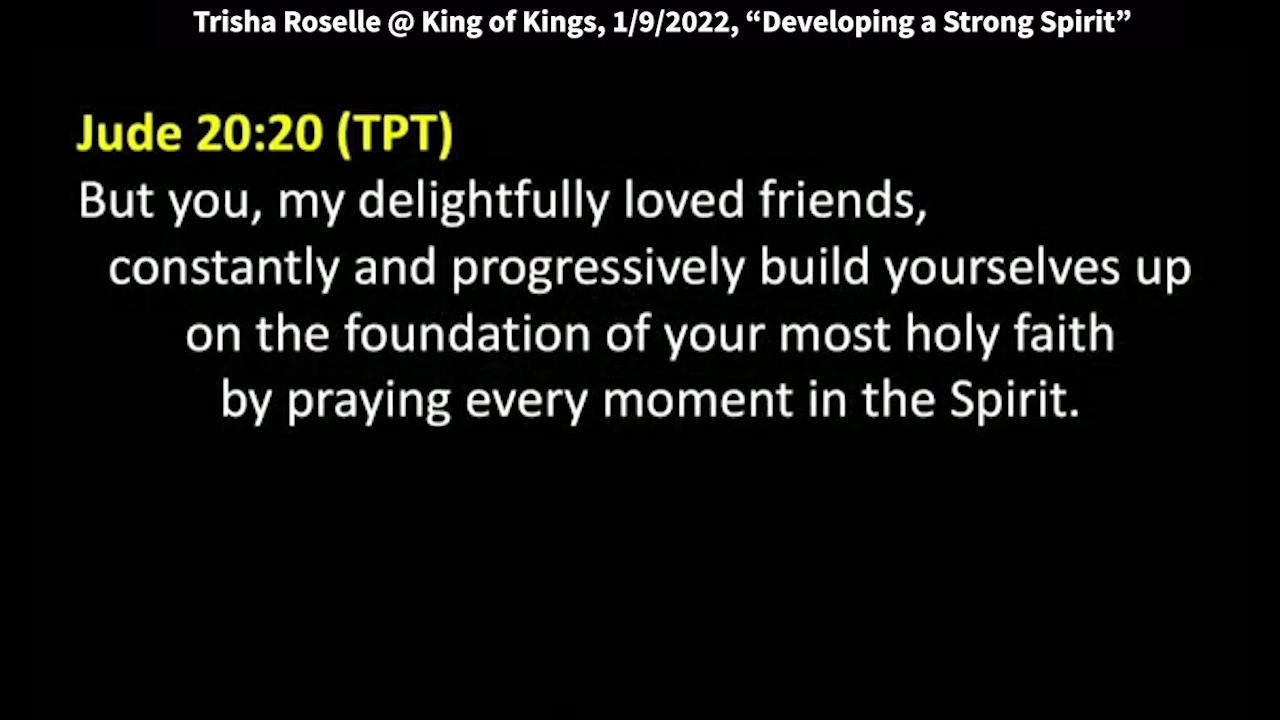 Trisha Roselle @ King of Kings, 1/9/2022, “Developing a Strong Spirit”
Jude 20:20 (TPT)
But you, my delightfully loved friends,
constantly and progressively build yourselves up
on the foundation of your most holy faith
by praying every moment in the Spirit.